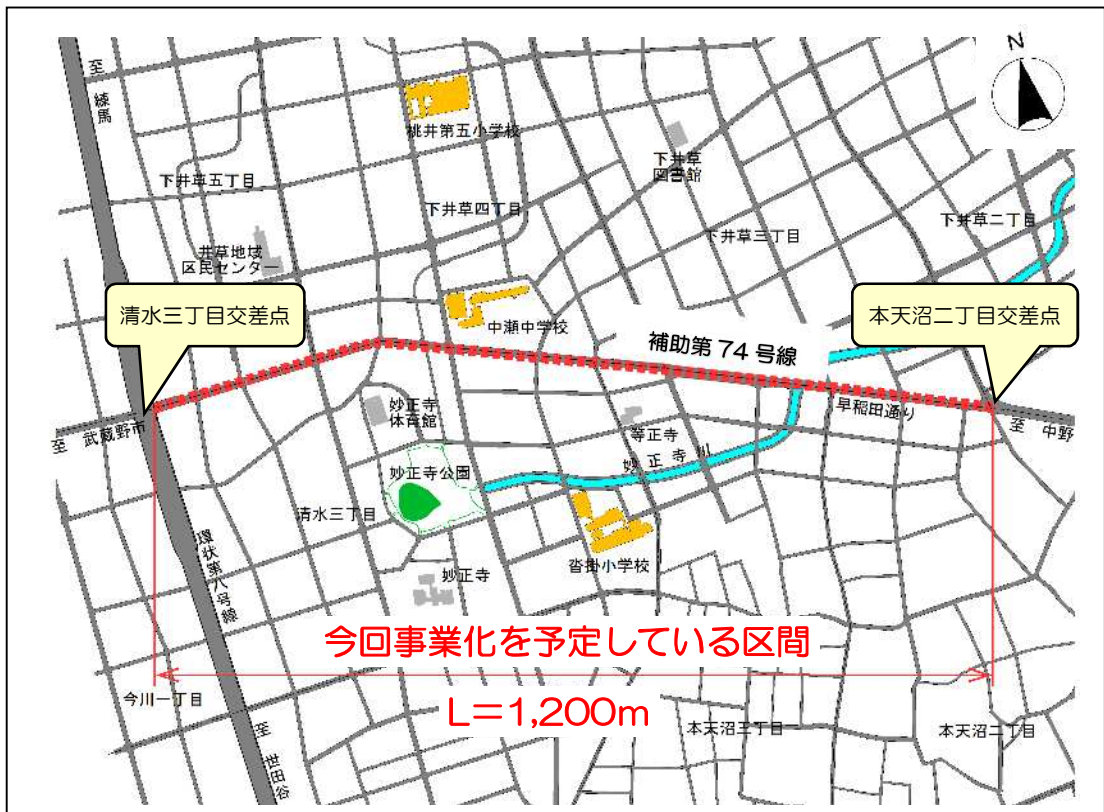 N
至
練
馬
桃井第五小学校
下井草
図書館
下井草五丁目
下井草四丁目
下井草二丁目
下井草三丁目
井草地域
区民センター
清水三丁目交差点
本天沼二丁目交差点
中瀬中学校
補助第74号線
早稲田通り
至 武蔵野市
至 中野
妙正寺
体育館
等正寺
妙正寺川
妙正寺公園
清水三丁目
環状第八号線
沓掛小学校
妙正寺
今回事業化を予定している区間
L=1,200m
今川一丁目
本天沼三丁目
本天沼二丁目
至
世
田
谷